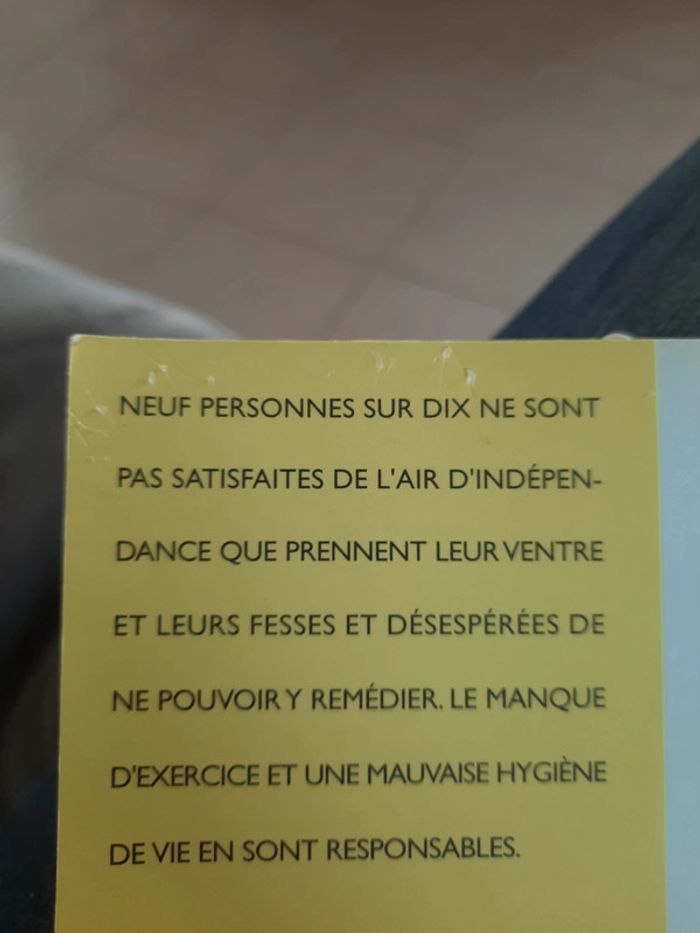 NEUF PERSONNES SUR DIX NE SONT
PAS SATISFAITES DE L'AIR D'INDÉPEN-
DANCE QUE PRENNENT LEUR VENTRE
ET LEURS FESSES ET DÉSESPÉRÉES DE
NE POUVOIR Y REMÉDIER. LE MANQUE
D'EXERCICE ET UNE MAUVAISE HYGIÈNE
DE VIE EN SONT RESPONSABLES.